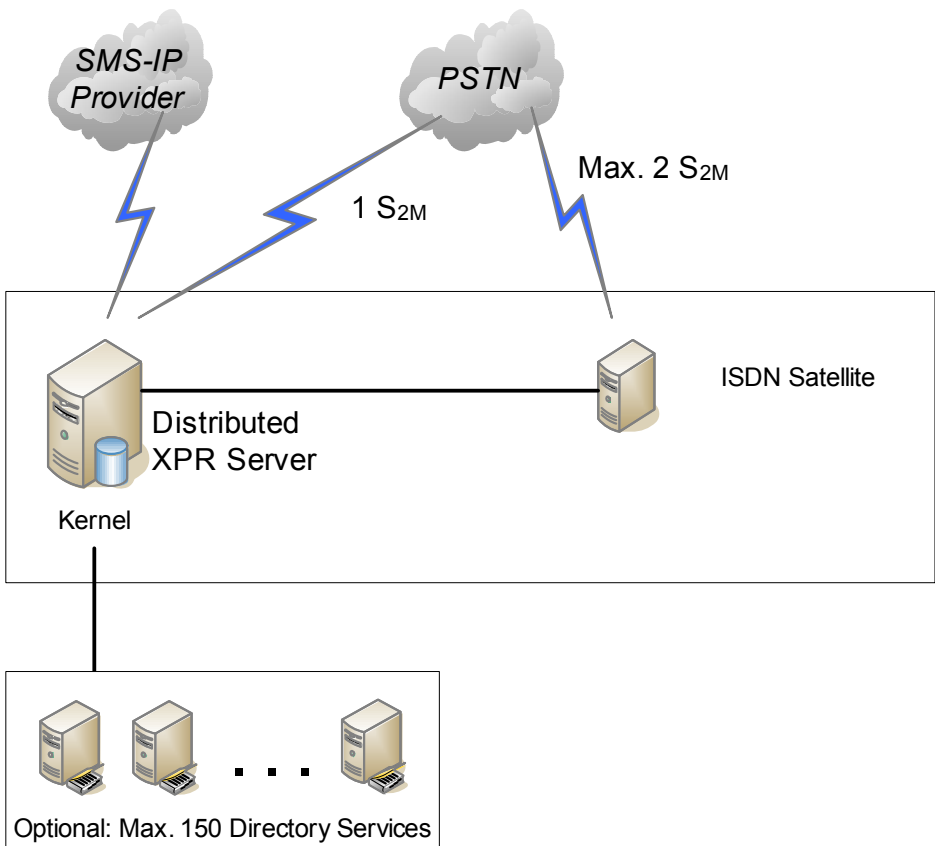 SMS-IP
Provider
PSTN
Max. 2 S2M
1 S2M
ISDN Satellite
Distributed
XPR Server
Kernel
. . .
Optional: Max. 150 Directory Services